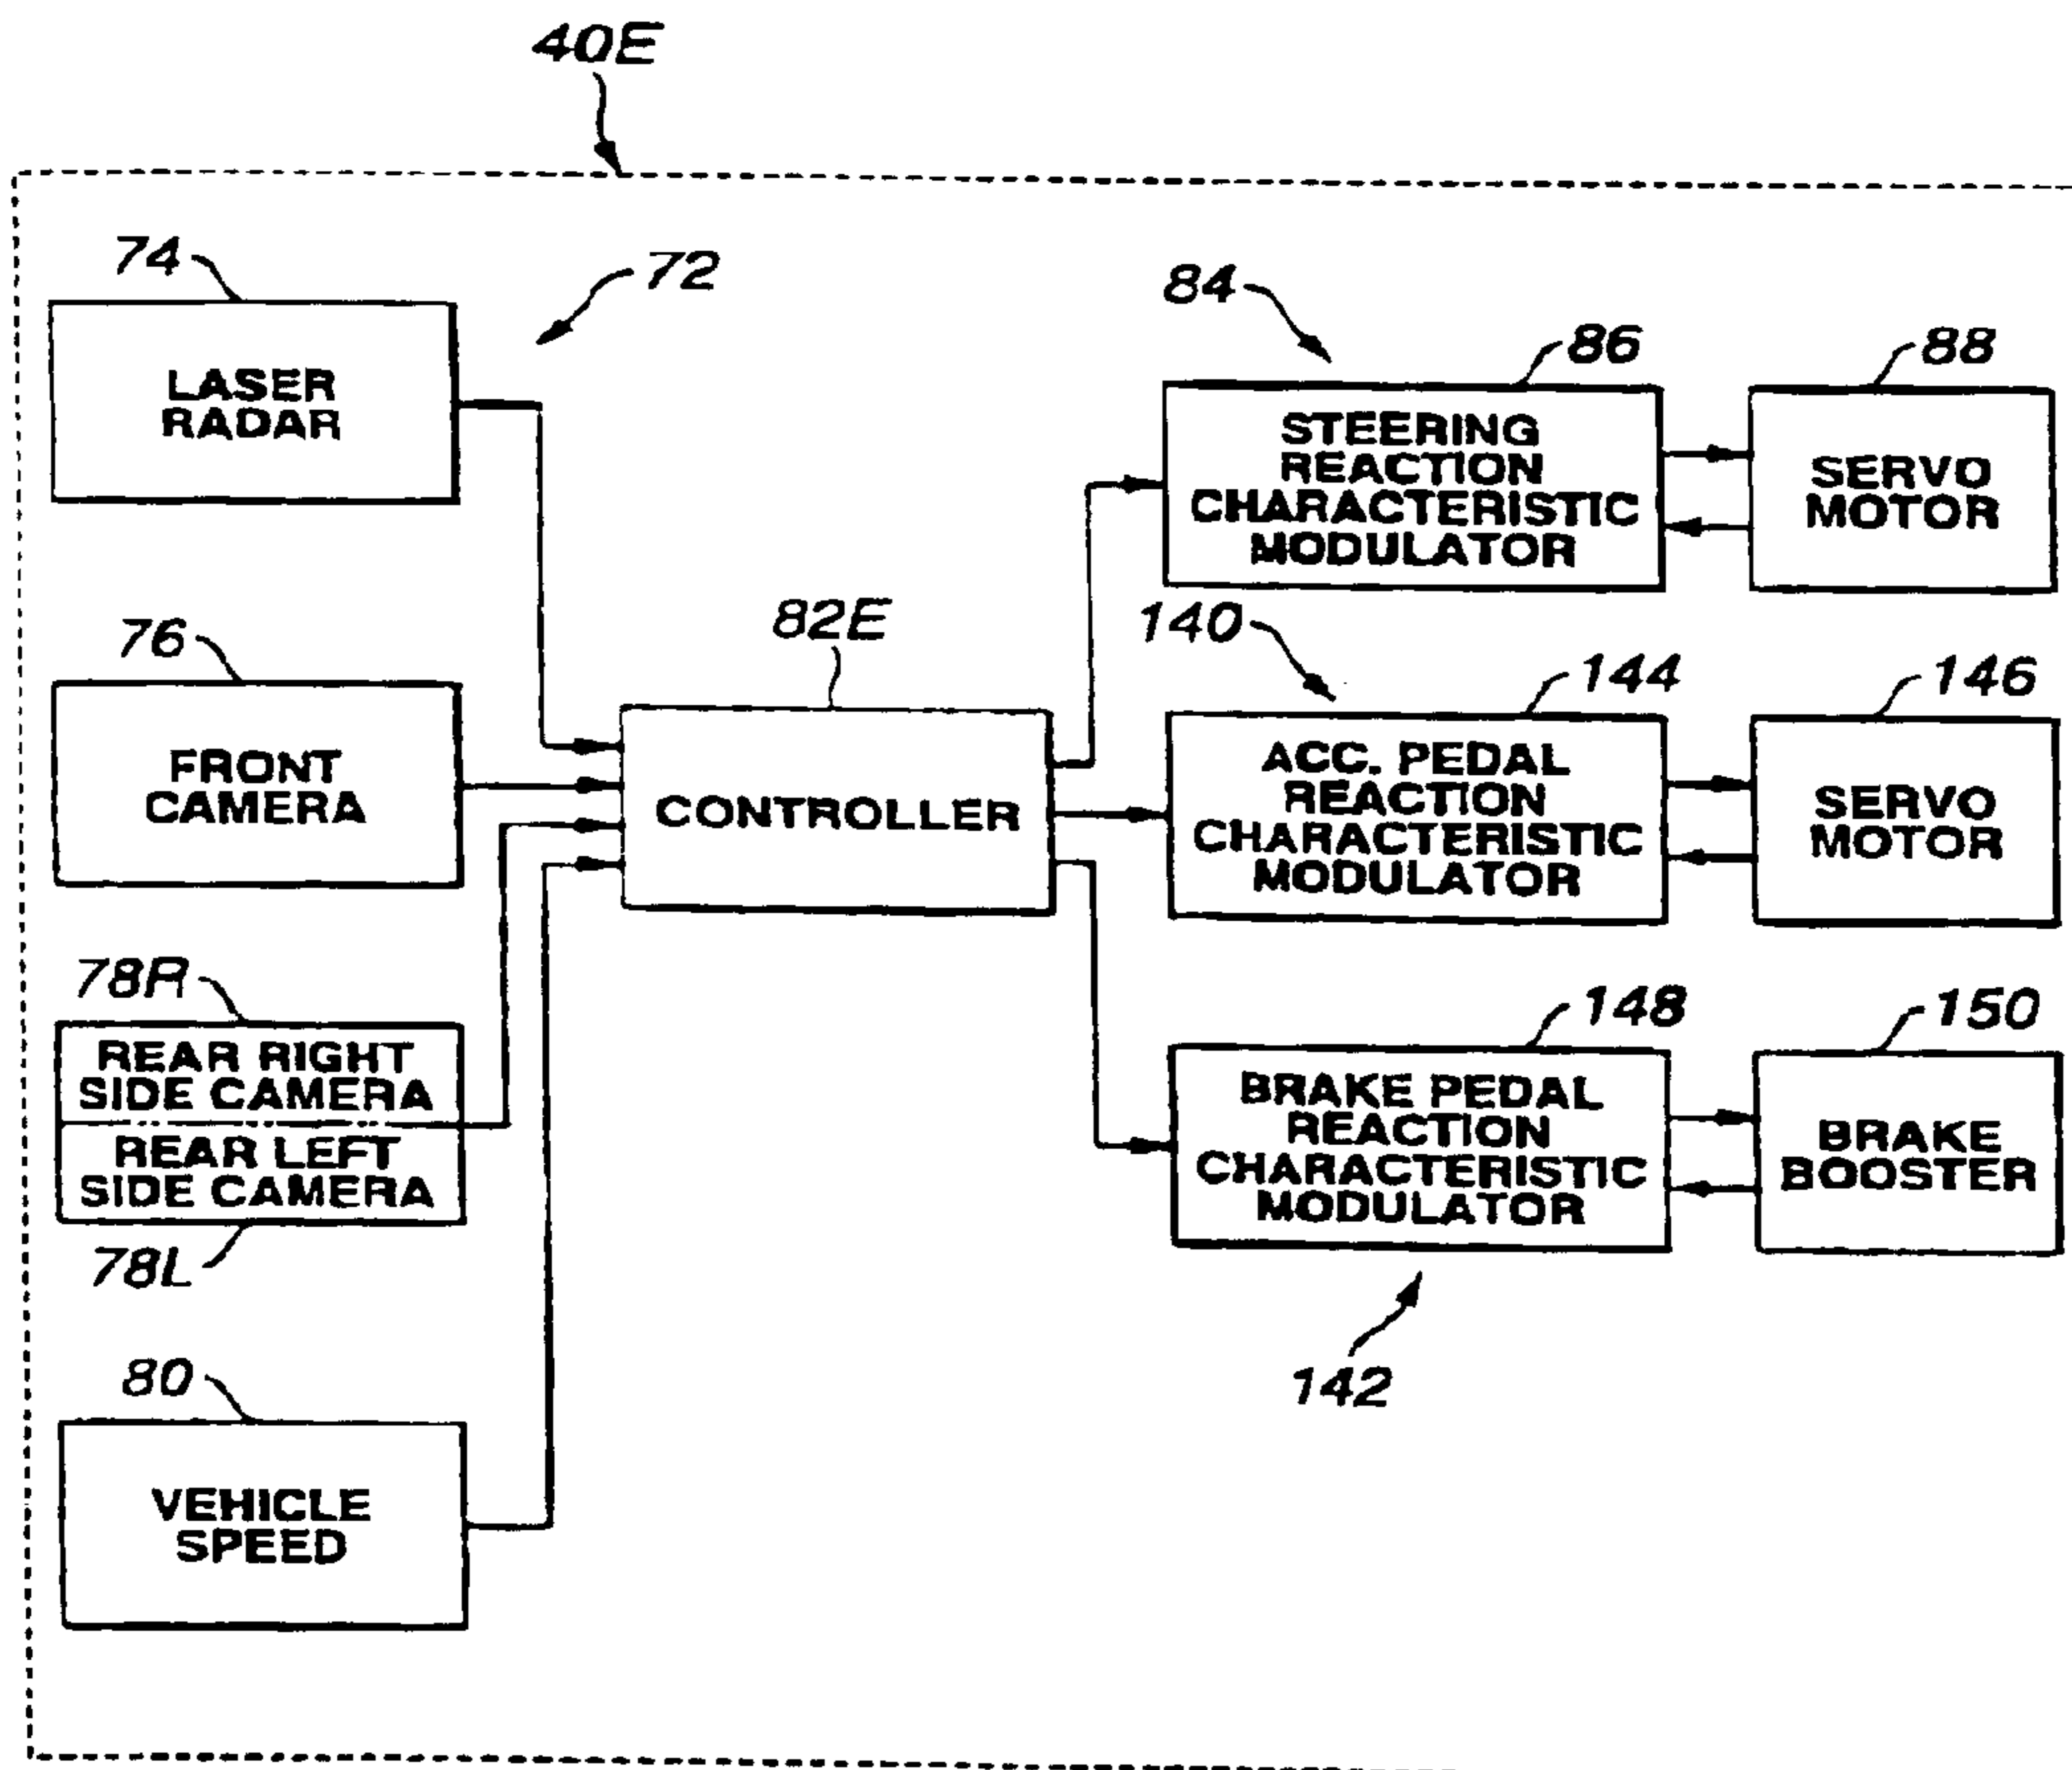 40E
74
72
LASER
RADAR
84
86
88
STEERING
REACTION
CHARACTERISTIC
MODULATOR
SERVO
MOTOR
76
FRONT
CAMERA
82E
CONTROLLER
140
144
146
ACC. PEDAL
REACTION
CHARACTERISTIC
MODULATOR
SERVO
MOTOR
78R
REAR RIGHT
SIDE CAMERA
REAR LEFT
SIDE CAMERA
78L
148
150
BRAKE PEDAL
REACTION
CHARACTERISTIC
MODULATOR
BRAKE
BOOSTER
142
80
VEHICLE
SPEED